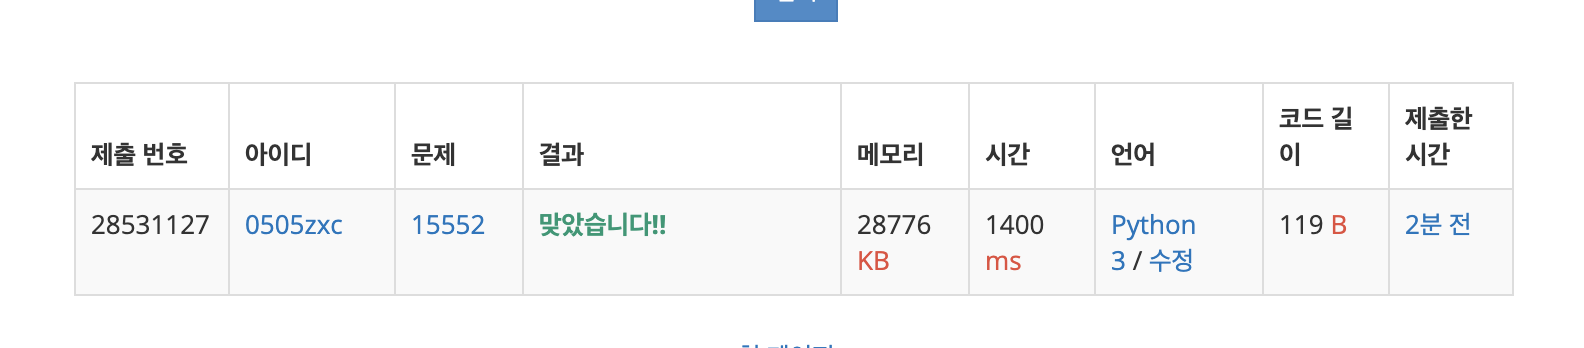 제출 번호 아이디 문제 결과 메모리 시간 언어 코드 길이 제출한 시간
28531127 0505zxc 15552 맞았습니다!! 28776 KB 1400 ms Python 3 / 수정 119 B 2분 전